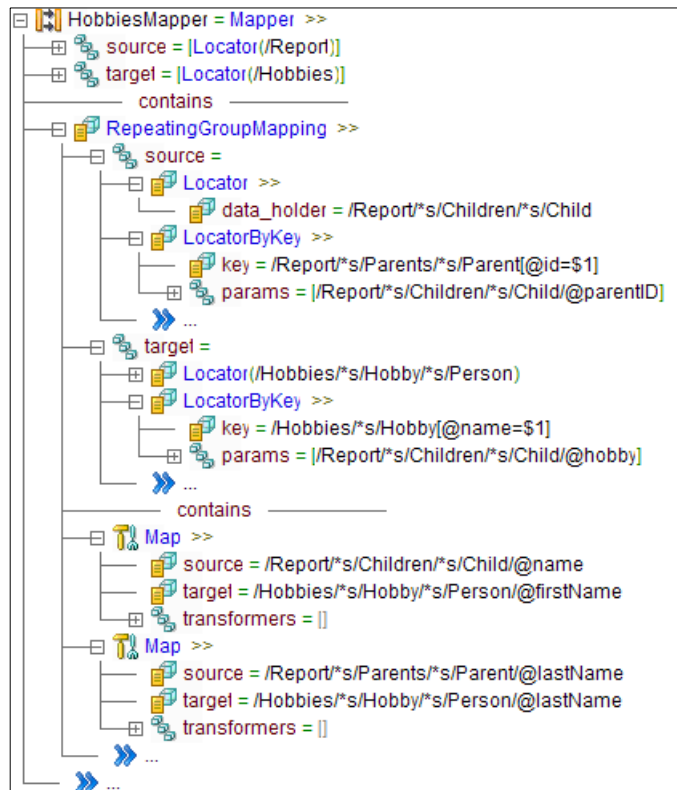 HobbiesMapper = Mapper >>
source = [Locator(/Report)]
target = [Locator(/Hobbies)]
contains
RepeatingGroupMapping >>
source =
Locator >>
data_holder = /Report/*s/Children/*s/Child
LocatorByKey >>
key = /Report/*s/Parents/*s/Parent[@id=$1]
params = [/Report/*s/Children/*s/Child/@parentID]
...
target =
Locator(/Hobbies/*s/Hobby/*s/Person)
LocatorByKey >>
key = /Hobbies/*s/Hobby[@name=$1]
params = [/Report/*s/Children/*s/Child/@hobby]
...
contains
Map >>
source = /Report/*s/Children/*s/Child/@name
target = /Hobbies/*s/Hobby/*s/Person/@firstName
transformers = []
Map >>
source = /Report/*s/Parents/*s/Parent/@lastName
target = /Hobbies/*s/Hobby/*s/Person/@lastName
transformers = []
...
...